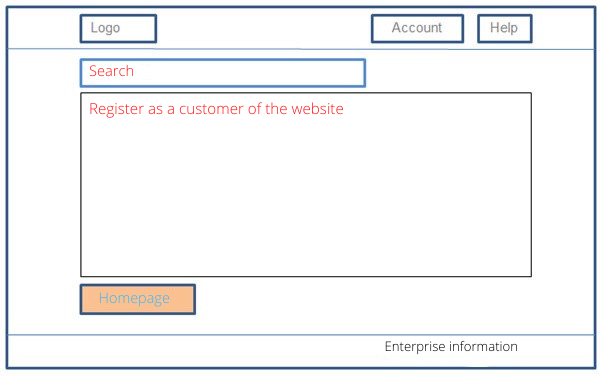 Logo
Account
Help
Search
Register as a customer of the website
Homepage
Enterprise information